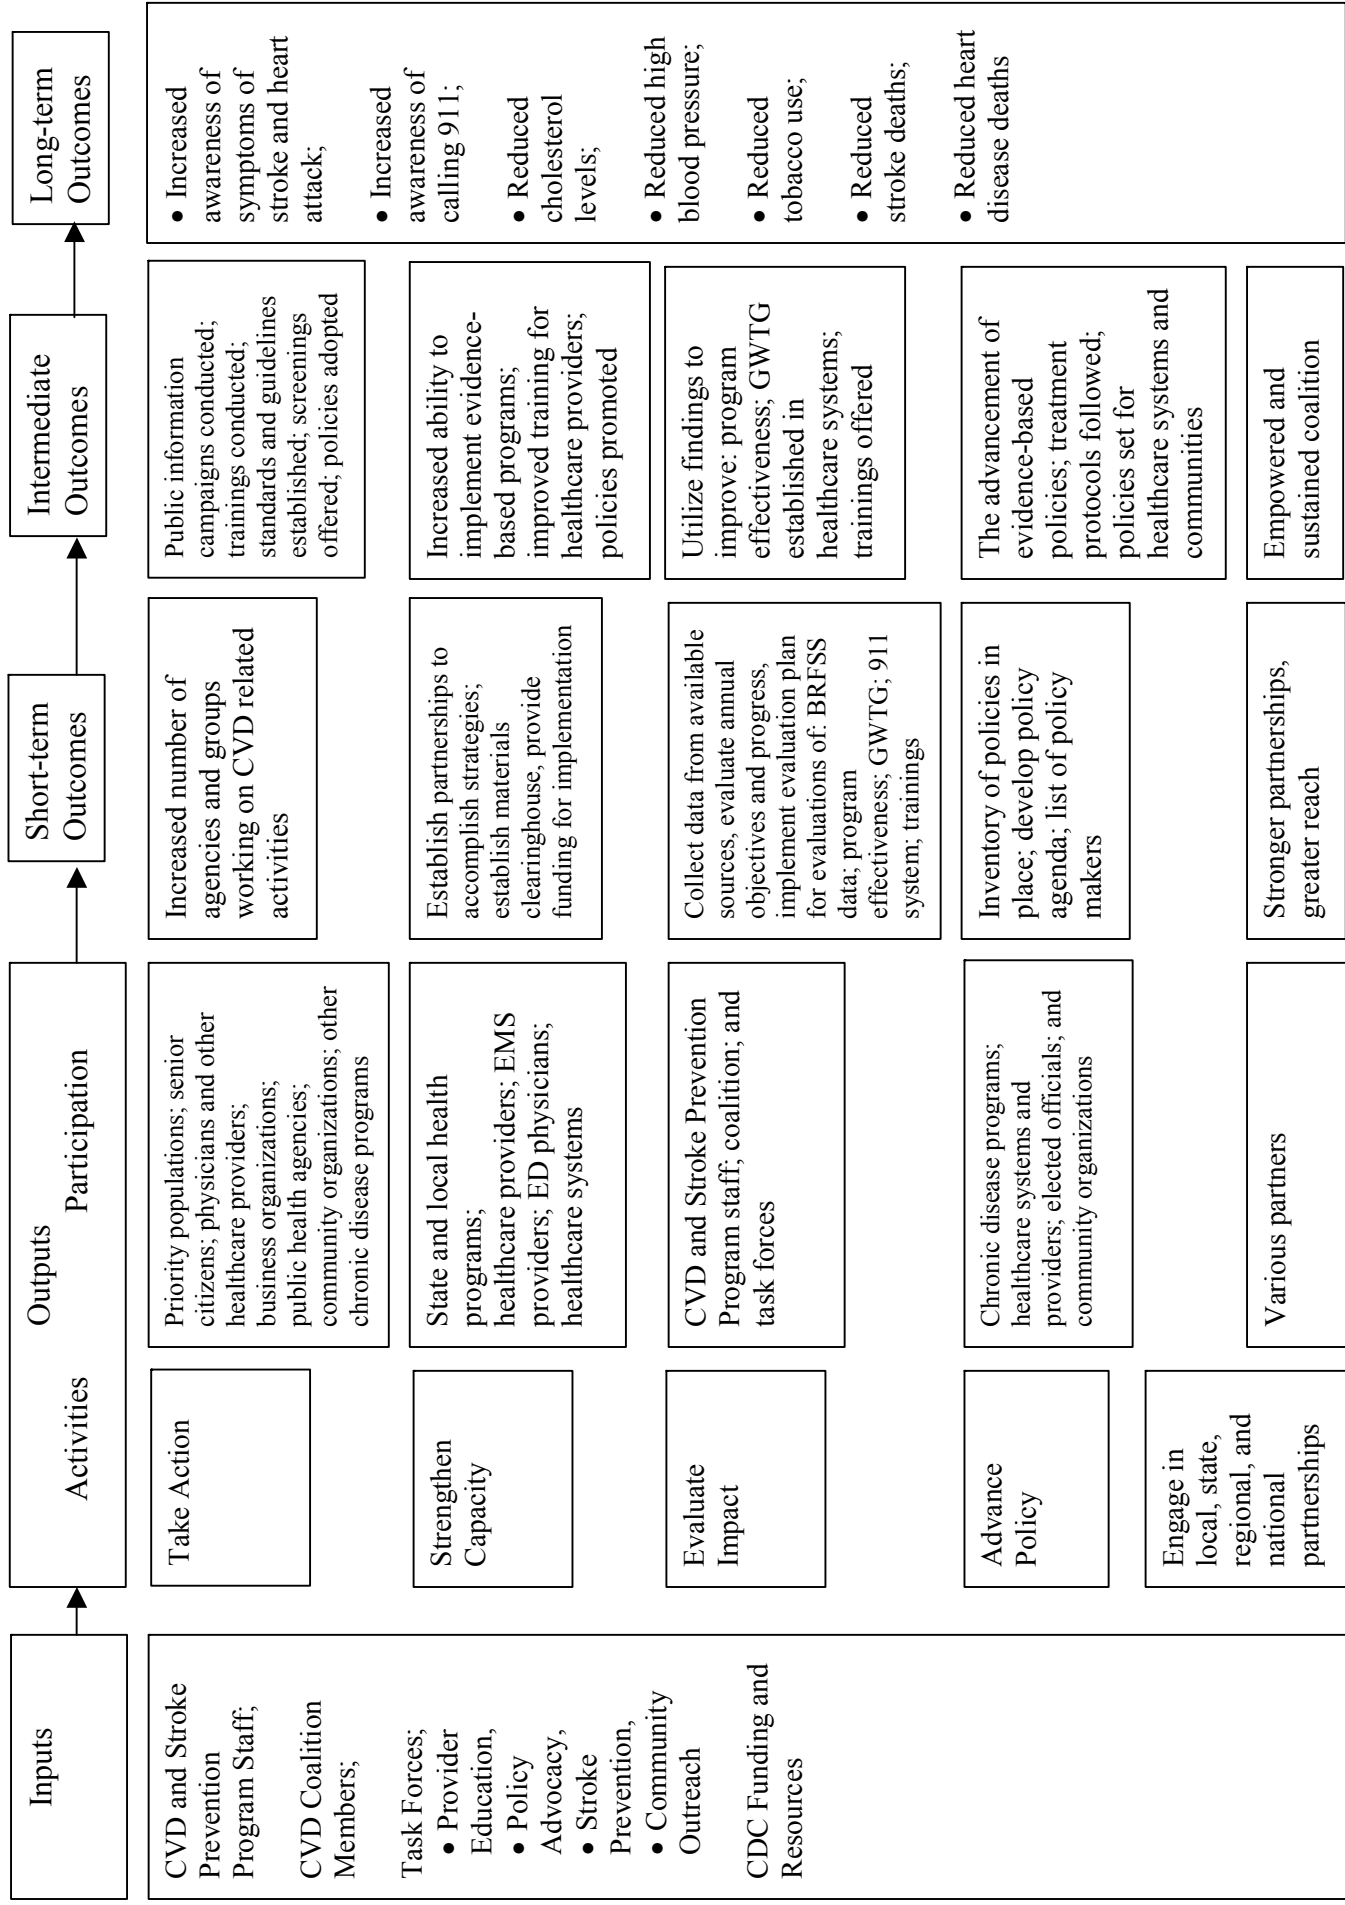 Inputs
Outputs
Activities
Participation
Short-term
Outcomes
Intermediate
Outcomes
Long-term
Outcomes
CVD and Stroke
Prevention
Program Staff;
CVD Coalition
Members;
Task Forces;
• Provider
Education,
• Policy
Advocacy,
• Stroke
Prevention,
• Community
Outreach
CDC Funding and
Resources
Take Action
Priority populations; senior
citizens; physicians and other
healthcare providers;
business organizations;
public health agencies;
community organizations; other
chronic disease programs
Increased number of
agencies and groups
working on CVD related
activities
Public information
campaigns conducted;
trainings conducted;
standards and guidelines
established; screenings
offered; policies adopted
Strengthen
Capacity
State and local health
programs;
healthcare providers; EMS
providers; ED physicians;
healthcare systems
Establish partnerships to
accomplish strategies;
establish materials
clearinghouse, provide
funding for implementation
Increased ability to
implement evidence-
based programs;
improved training for
healthcare providers;
policies promoted
Evaluate
Impact
CVD and Stroke Prevention
Program staff; coalition; and
task forces
Collect data from available
sources, evaluate annual
objectives and progress,
implement evaluation plan
for evaluations of: BRFSS
data; program
effectiveness; GWTG; 911
system; trainings
Utilize findings to
improve: program
effectiveness; GWTG
established in
healthcare systems;
trainings offered
Advance
Policy
Chronic disease programs;
healthcare systems and
providers; elected officials; and
community organizations
Inventory of policies in
place; develop policy
agenda; list of policy
makers
The advancement of
evidence-based
policies; treatment
protocols followed;
policies set for
healthcare systems and
communities
Engage in
local, state,
regional, and
national
partnerships
Various partners
Stronger partnerships,
greater reach
Empowered and
sustained coalition
• Increased
awareness of
symptoms of
stroke and heart
attack;
• Increased
awareness of
calling 911;
• Reduced
cholesterol
levels;
• Reduced high
blood pressure;
• Reduced
tobacco use;
• Reduced
stroke deaths;
• Reduced heart
disease deaths